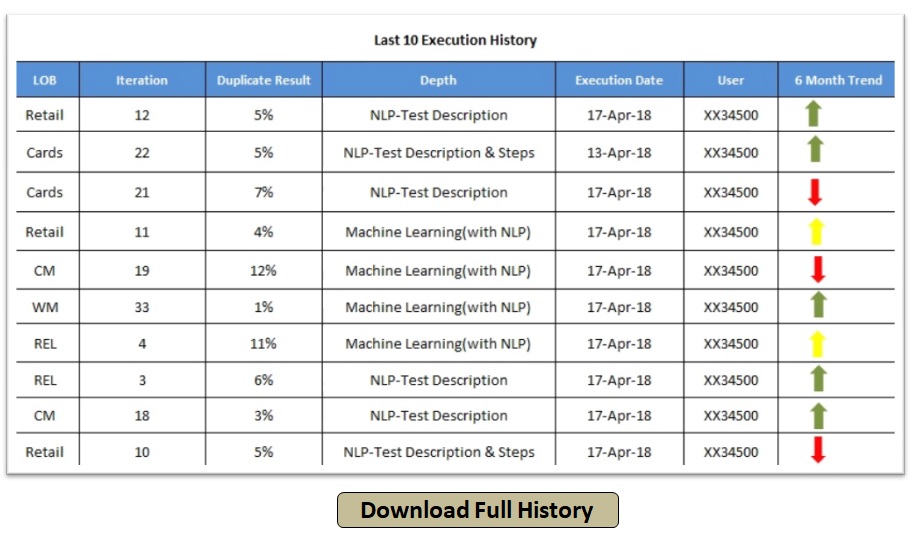 Last 10 Execution History
LOB Iteration Duplicate Result Depth Execution Date User 6 Month Trend
Retail 12 5% NLP-Test Description 17-Apr-18 XX34500
Cards 22 5% NLP-Test Description & Steps 13-Apr-18 XX34500
Cards 21 7% NLP-Test Description 17-Apr-18 XX34500
Retail 11 4% Machine Learning(with NLP) 17-Apr-18 XX34500
CM 19 12% Machine Learning(with NLP) 17-Apr-18 XX34500
WM 33 1% Machine Learning(with NLP) 17-Apr-18 XX34500
REL 4 11% Machine Learning(with NLP) 17-Apr-18 XX34500
REL 3 6% NLP-Test Description 17-Apr-18 XX34500
CM 18 3% NLP-Test Description 17-Apr-18 XX34500
Retail 10 5% NLP-Test Description & Steps 17-Apr-18 XX34500
Download Full History